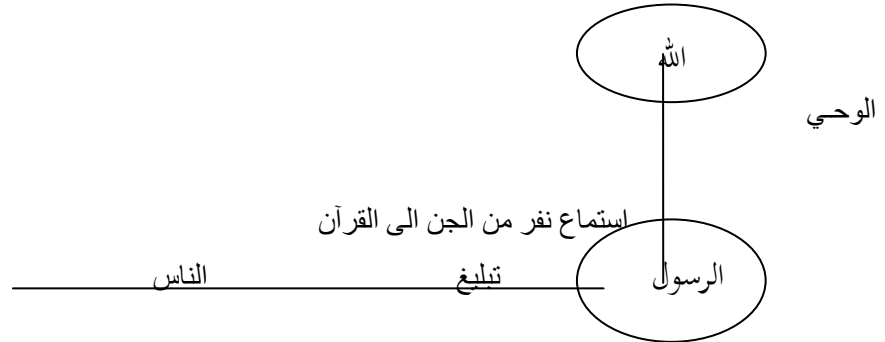 الله
الوحي
استماع نفر من الجن الى القرآن
الرسول تبليغ الناس